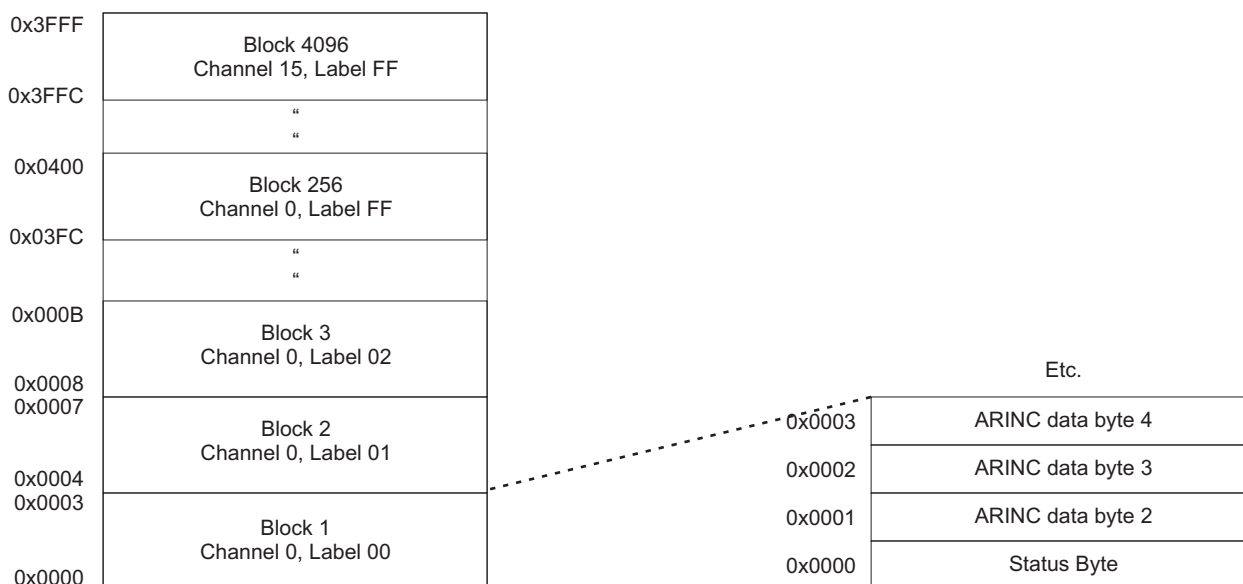 0x3FFF
Block 4096
Channel 15, Label FF
0x3FFC
“
“
0x0400
Block 256
Channel 0, Label FF
0x03FC
“
“
0x000B
Block 3
Channel 0, Label 02
0x0008
0x0007
Block 2
Channel 0, Label 01
0x0004
0x0003
Block 1
Channel 0, Label 00
0x0000
Etc.
0x0003 ARINC data byte 4
0x0002 ARINC data byte 3
0x0001 ARINC data byte 2
0x0000 Status Byte